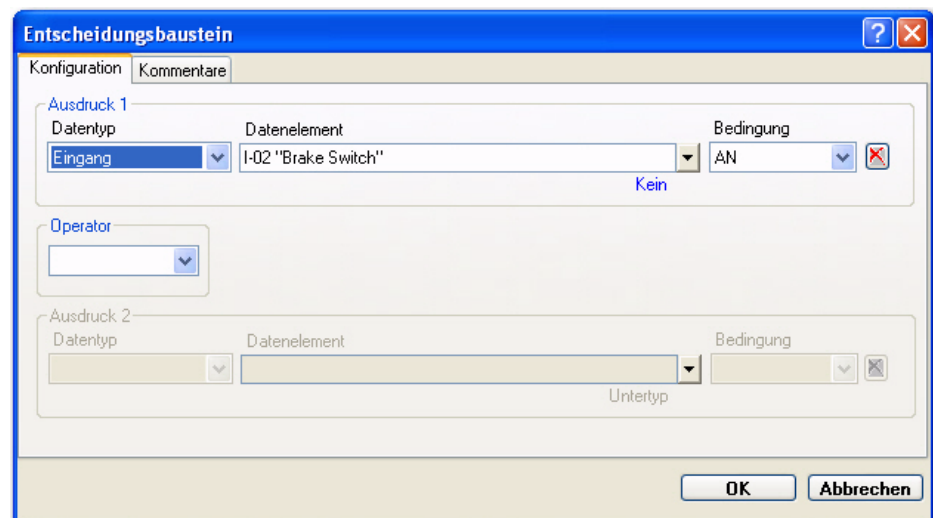 Entscheidungsbaustein
Konfiguration Kommentare
Ausdruck 1
Datentyp Datenelement Bedingung
Eingang I-02 "Brake Switch" AN
Kein
Operator
Ausdruck 2
Datentyp Datenelement Bedingung
Untertyp
OK Abbrechen